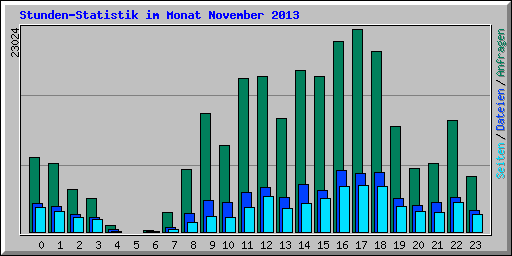 Stunden-Statistik im Monat November 2013
23024
Seiten / Dateien / Anfragen
0 1 2 3 4 5 6 7 8 9 10 11 12 13 14 15 16 17 18 19 20 21 22 23